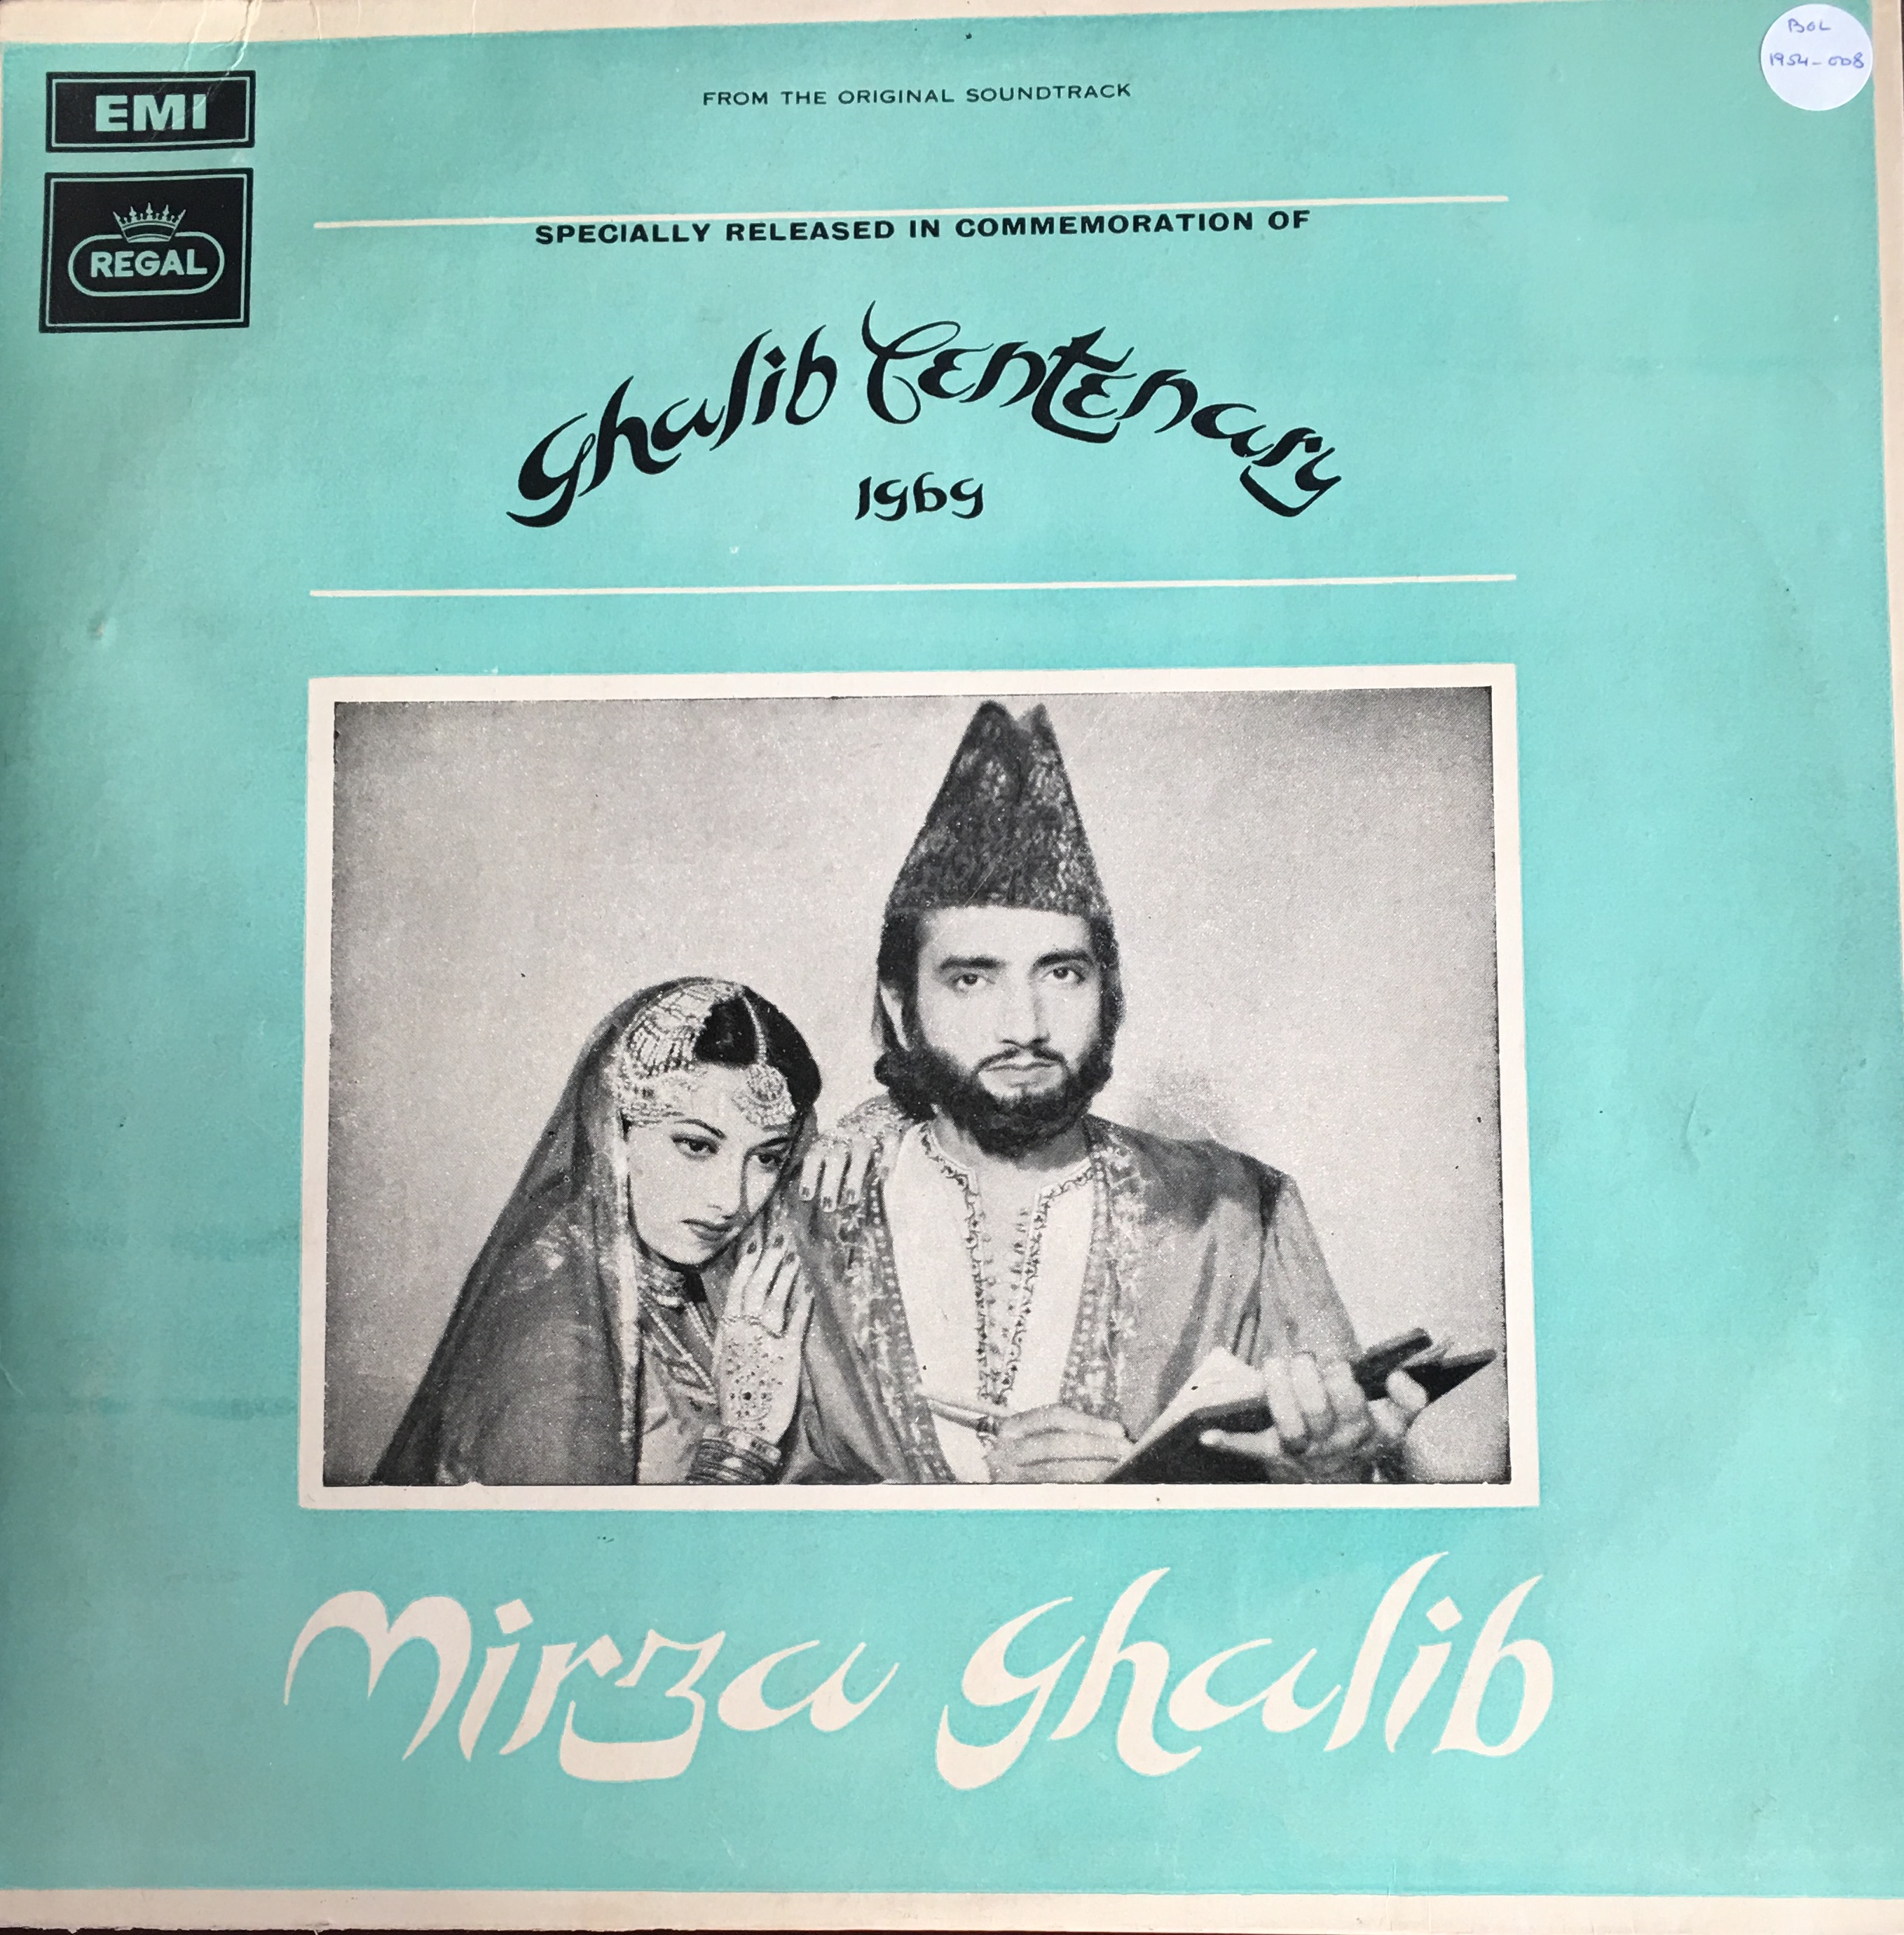 BOL
1954-008
EMI
REGAL
FROM THE ORIGINAL SOUNDTRACK
SPECIALLY RELEASED IN COMMEMORATION OF
Ghalib Centenary
1969
Mirza Ghalib